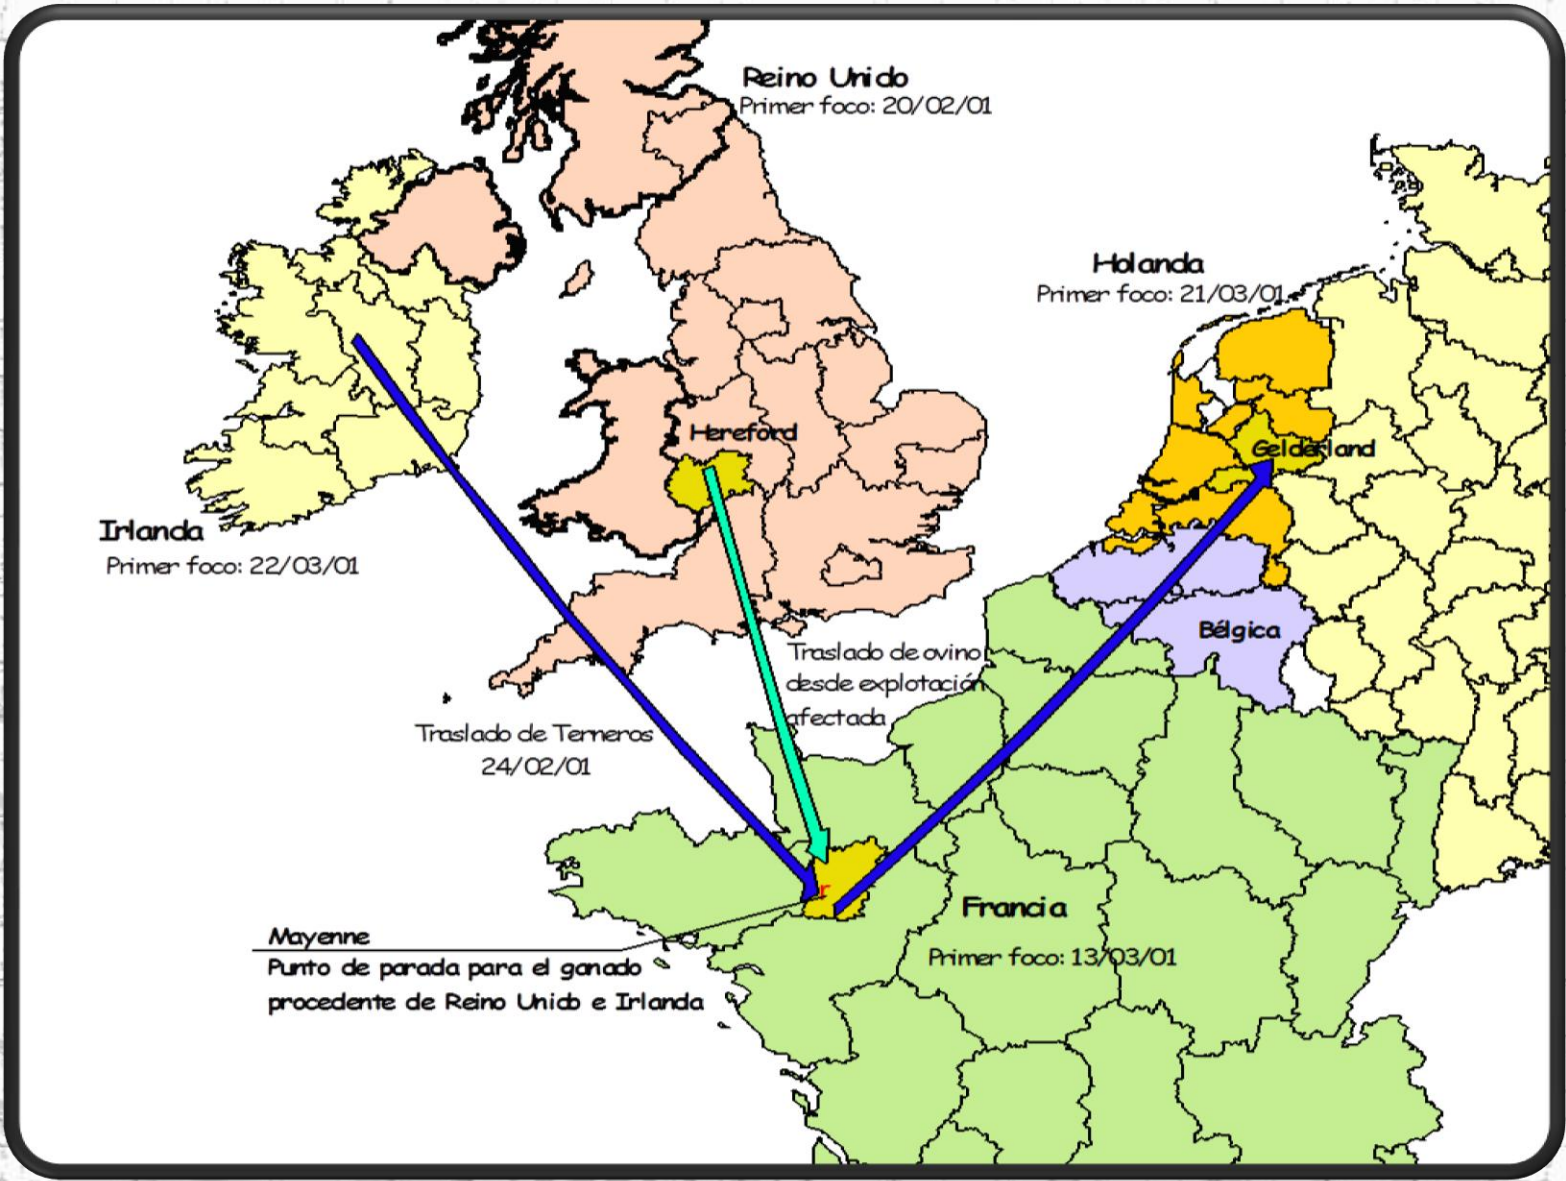 Reino Unido
Primer foco: 20/02/01
Holanda
Primer foco: 21/03/01
Hereford
Gelderland
Irlanda
Primer foco: 22/03/01
Bélgica
Traslado de ovino
desde explotación
afectada
Traslado de Terneros
24/02/01
r
Francia
Primer foco: 13/03/01
Mayenne
Punto de parada para el ganado
procedente de Reino Unido e Irlanda